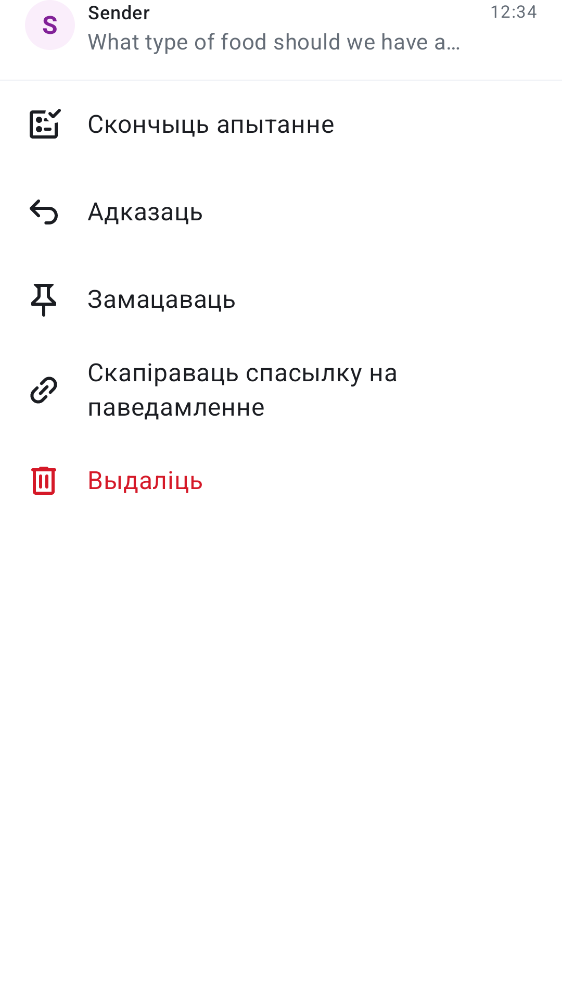 S
Sender
12:34
What type of food should we have a…
Скончыць апытанне
Адказаць
Замацаваць
Скапіраваць спасылку на
паведамленне
Выдаліць